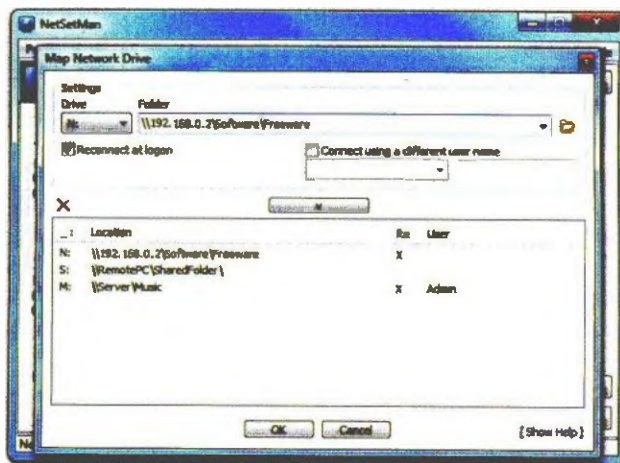 NetSetMan
Map Network Drive
Settings
Drive Folder
N: \\192.168.0.2\Software\Freeware
Reconnect at logon Connect using a different user name
_: Location Re User
N: \\192.168.0.2\Software\Freeware X
S: \\RemotePC\SharedFolder\
M: \\Server\Music X Admin
OK Cancel [Show Help]